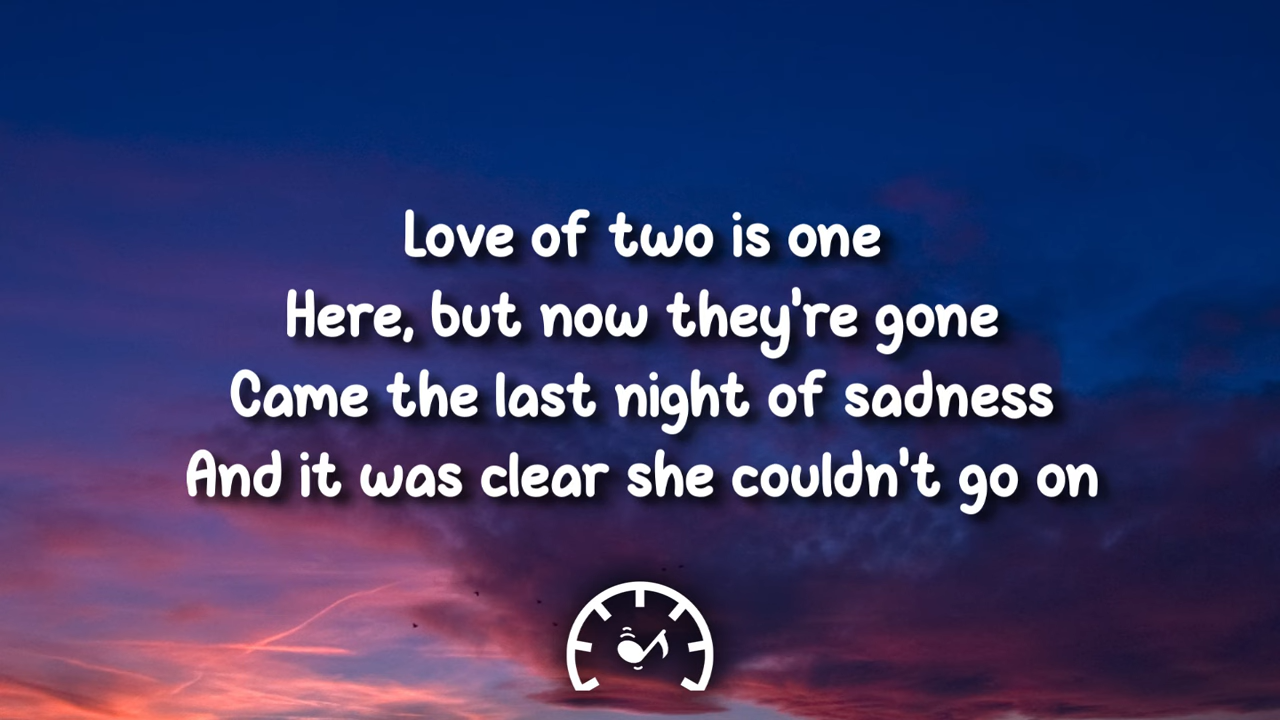 Love of two is one
Here, but now they're gone
Came the last night of sadness
And it was clear she couldn't go on